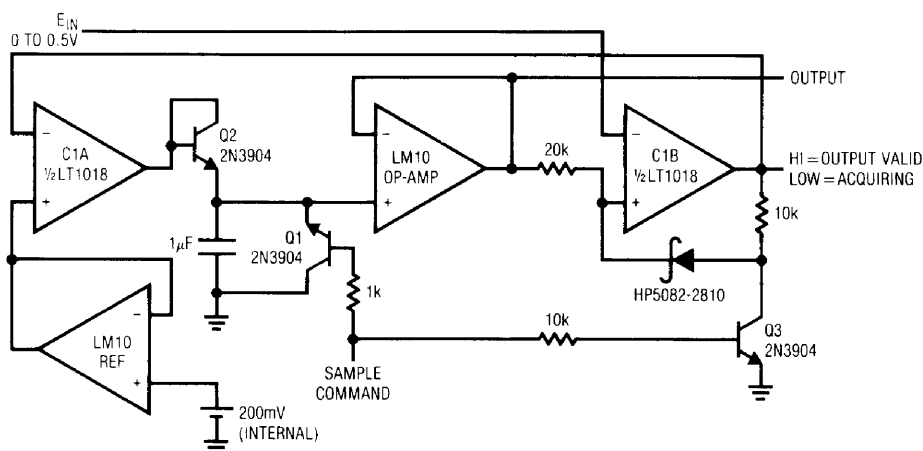 E_IN
0 TO 0.5V
−
+
C1A
½LT1018
Q2
2N3904
−
+
LM10
OP-AMP
OUTPUT
20k
−
+
C1B
½LT1018
HI=OUTPUT VALID
LOW=ACQUIRING
10k
1µF
Q1
2N3904
1k
HP5082-2810
10k
Q3
2N3904
−
+
LM10
REF
SAMPLE
COMMAND
200mV
(INTERNAL)